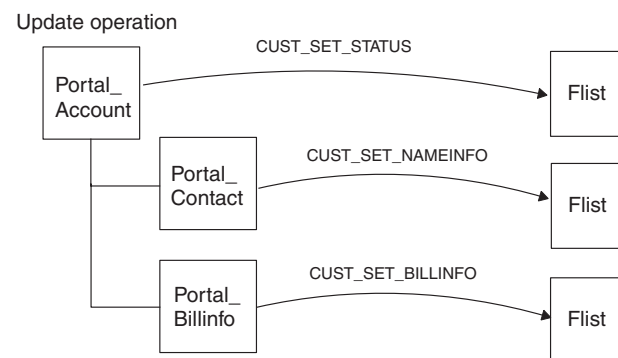 Update operation
CUST_SET_STATUS
Portal_
Account
Flist
CUST_SET_NAMEINFO
Portal_
Contact
Flist
CUST_SET_BILLINFO
Portal_
Billinfo
Flist